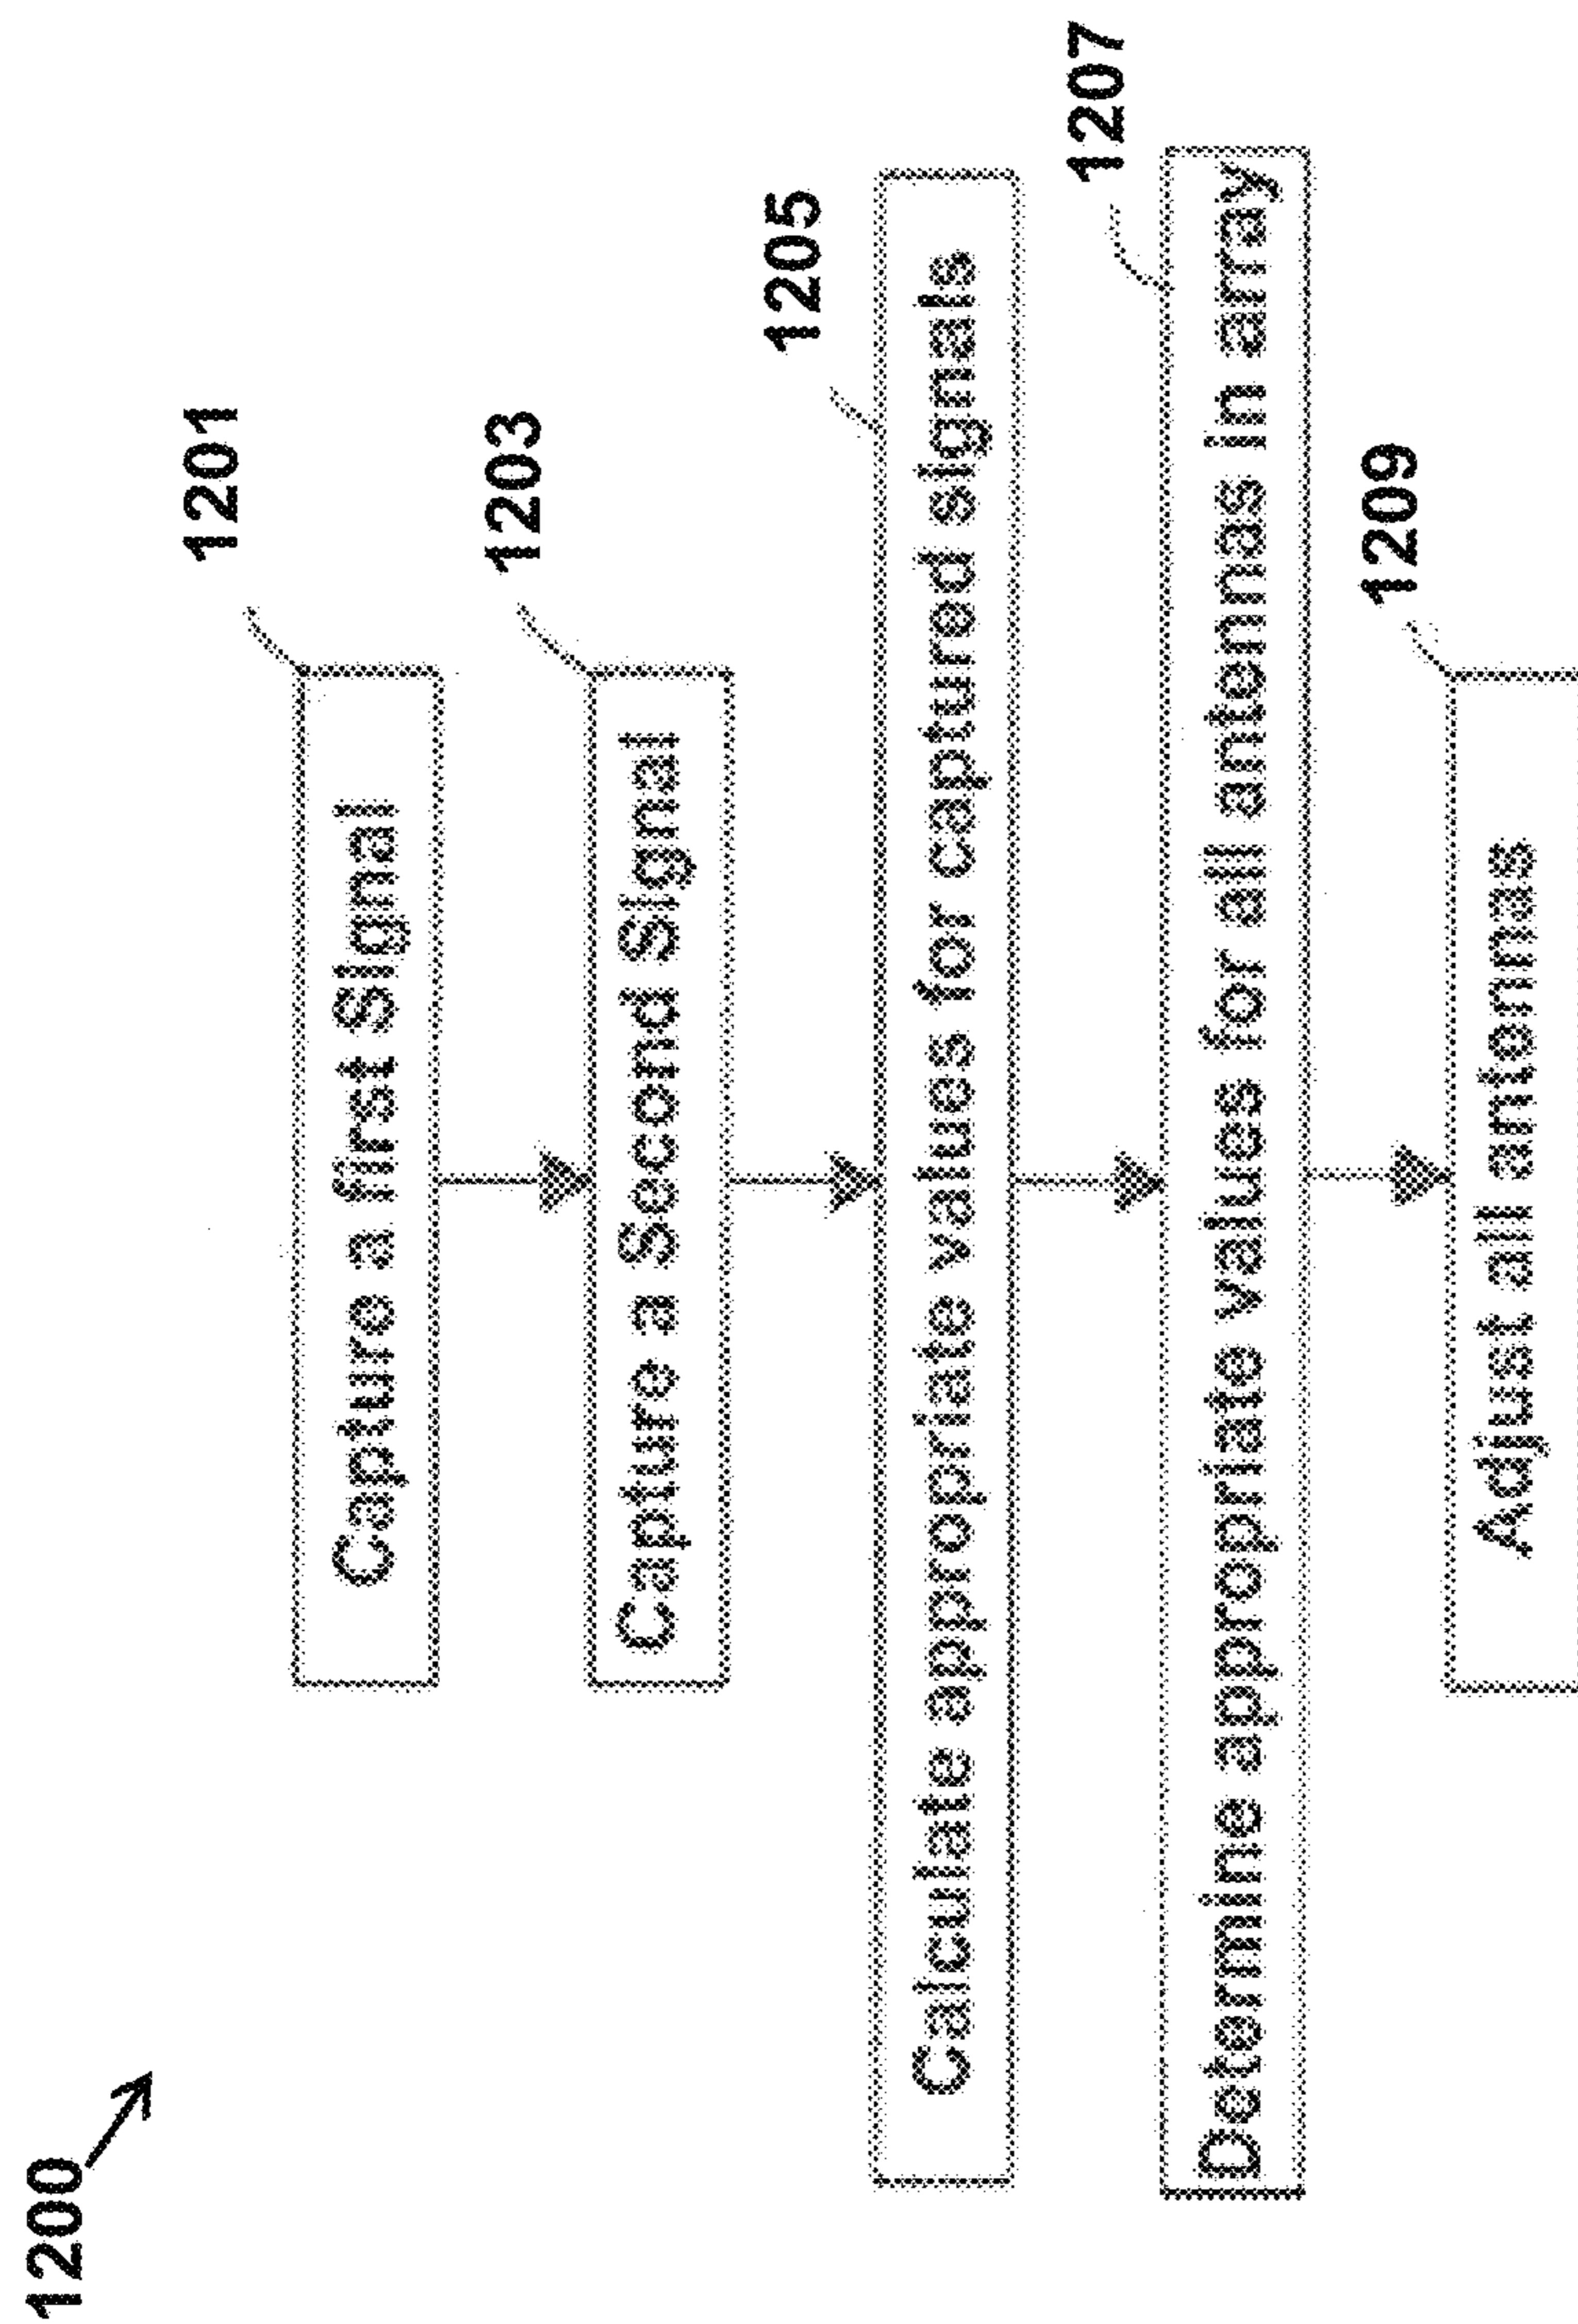 1200
1201
Capture a first Signal
1203
Capture a Second Signal
1205
Calculate appropriate values for captured signals
1207
Determine appropriate values for all antennas in array
1209
Adjust all antennas